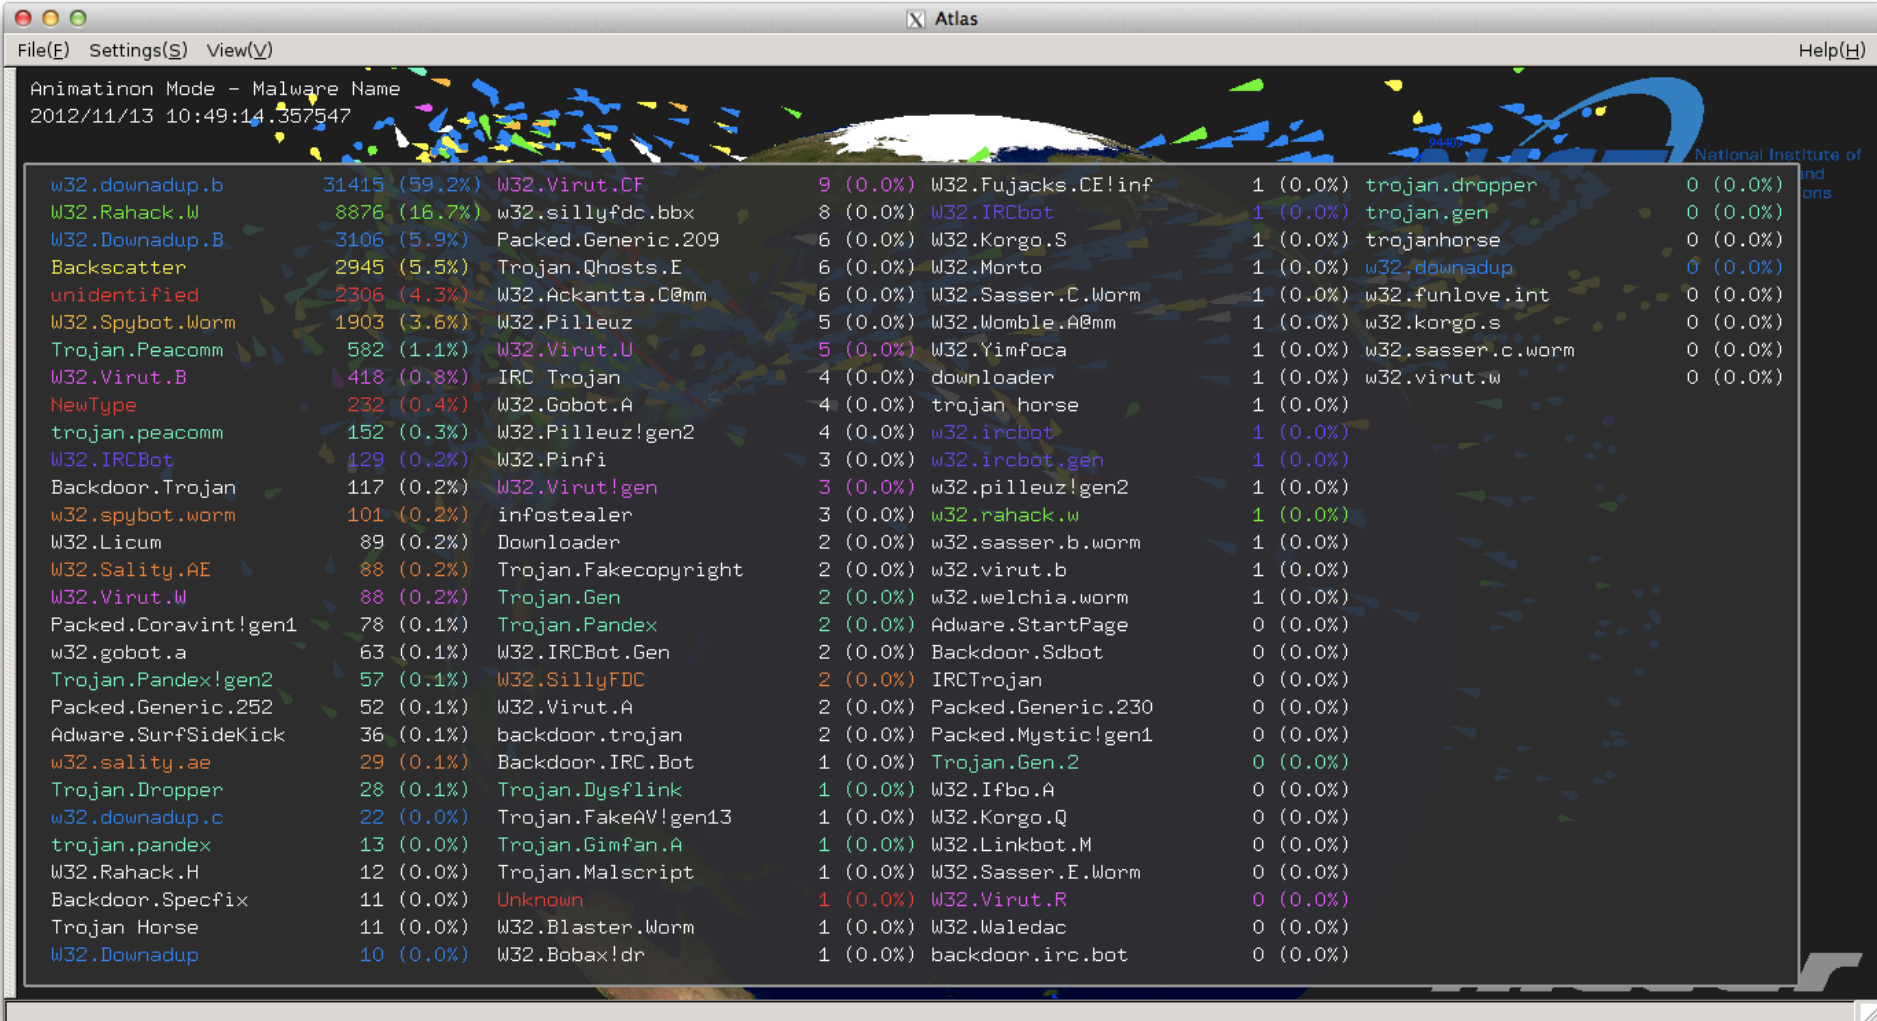 Atlas
File(F) Settings(S) View(V) Help(H)
Animatinon Mode - Malware Name
2012/11/13 10:49:14.357547
94409
National Institute of
w32.downadup.b 31415 (59.2%) W32.Virut.CF 9 (0.0%) W32.Fujacks.CE!inf 1 (0.0%) trojan.dropper 0 (0.0%)
W32.Rahack.W 8876 (16.7%) w32.sillyfdc.bbx 8 (0.0%) W32.IRCbot 1 (0.0%) trojan.gen 0 (0.0%)
W32.Downadup.B 3106 (5.9%) Packed.Generic.209 6 (0.0%) W32.Korgo.S 1 (0.0%) trojanhorse 0 (0.0%)
Backscatter 2945 (5.5%) Trojan.Qhosts.E 6 (0.0%) W32.Morto 1 (0.0%) w32.downadup 0 (0.0%)
unidentified 2306 (4.3%) W32.Ackantta.C@mm 6 (0.0%) W32.Sasser.C.Worm 1 (0.0%) w32.funlove.int 0 (0.0%)
W32.Spybot.Worm 1903 (3.6%) W32.Pilleuz 5 (0.0%) W32.Womble.A@mm 1 (0.0%) w32.korgo.s 0 (0.0%)
Trojan.Peacomm 582 (1.1%) W32.Virut.U 5 (0.0%) W32.Yimfoca 1 (0.0%) w32.sasser.c.worm 0 (0.0%)
W32.Virut.B 418 (0.8%) IRC Trojan 4 (0.0%) downloader 1 (0.0%) w32.virut.w 0 (0.0%)
NewType 232 (0.4%) W32.Gobot.A 4 (0.0%) trojan horse 1 (0.0%)
trojan.peacomm 152 (0.3%) W32.Pilleuz!gen2 4 (0.0%) w32.ircbot 1 (0.0%)
W32.IRCBot 129 (0.2%) W32.Pinfi 3 (0.0%) w32.ircbot.gen 1 (0.0%)
Backdoor.Trojan 117 (0.2%) W32.Virut!gen 3 (0.0%) w32.pilleuz!gen2 1 (0.0%)
w32.spybot.worm 101 (0.2%) infostealer 3 (0.0%) w32.rahack.w 1 (0.0%)
W32.Licum 89 (0.2%) Downloader 2 (0.0%) w32.sasser.b.worm 1 (0.0%)
W32.Sality.AE 88 (0.2%) Trojan.Fakecopyright 2 (0.0%) w32.virut.b 1 (0.0%)
W32.Virut.W 88 (0.2%) Trojan.Gen 2 (0.0%) w32.welchia.worm 1 (0.0%)
Packed.Coravint!gen1 78 (0.1%) Trojan.Pandex 2 (0.0%) Adware.StartPage 0 (0.0%)
w32.gobot.a 63 (0.1%) W32.IRCBot.Gen 2 (0.0%) Backdoor.Sdbot 0 (0.0%)
Trojan.Pandex!gen2 57 (0.1%) W32.SillyFDC 2 (0.0%) IRCTrojan 0 (0.0%)
Packed.Generic.252 52 (0.1%) W32.Virut.A 2 (0.0%) Packed.Generic.230 0 (0.0%)
Adware.SurfSideKick 36 (0.1%) backdoor.trojan 2 (0.0%) Packed.Mystic!gen1 0 (0.0%)
w32.sality.ae 29 (0.1%) Backdoor.IRC.Bot 1 (0.0%) Trojan.Gen.2 0 (0.0%)
Trojan.Dropper 28 (0.1%) Trojan.Dysflink 1 (0.0%) W32.Ifbo.A 0 (0.0%)
w32.downadup.c 22 (0.0%) Trojan.FakeAV!gen13 1 (0.0%) W32.Korgo.Q 0 (0.0%)
trojan.pandex 13 (0.0%) Trojan.Gimfan.A 1 (0.0%) W32.Linkbot.M 0 (0.0%)
W32.Rahack.H 12 (0.0%) Trojan.Malscript 1 (0.0%) W32.Sasser.E.Worm 0 (0.0%)
Backdoor.Specfix 11 (0.0%) Unknown 1 (0.0%) W32.Virut.R 0 (0.0%)
Trojan Horse 11 (0.0%) W32.Blaster.Worm 1 (0.0%) W32.Waledac 0 (0.0%)
W32.Downadup 10 (0.0%) W32.Bobax!dr 1 (0.0%) backdoor.irc.bot 0 (0.0%)